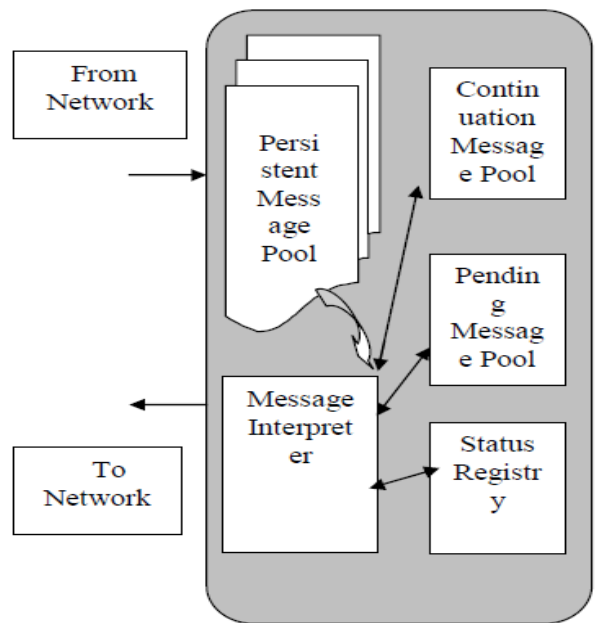 From
Network
Persi
stent
Mess
age
Pool
Contin
uation
Messag
e Pool
Pendin
g
Messag
e Pool
Message
Interpret
er
Status
Registr
y
To
Network